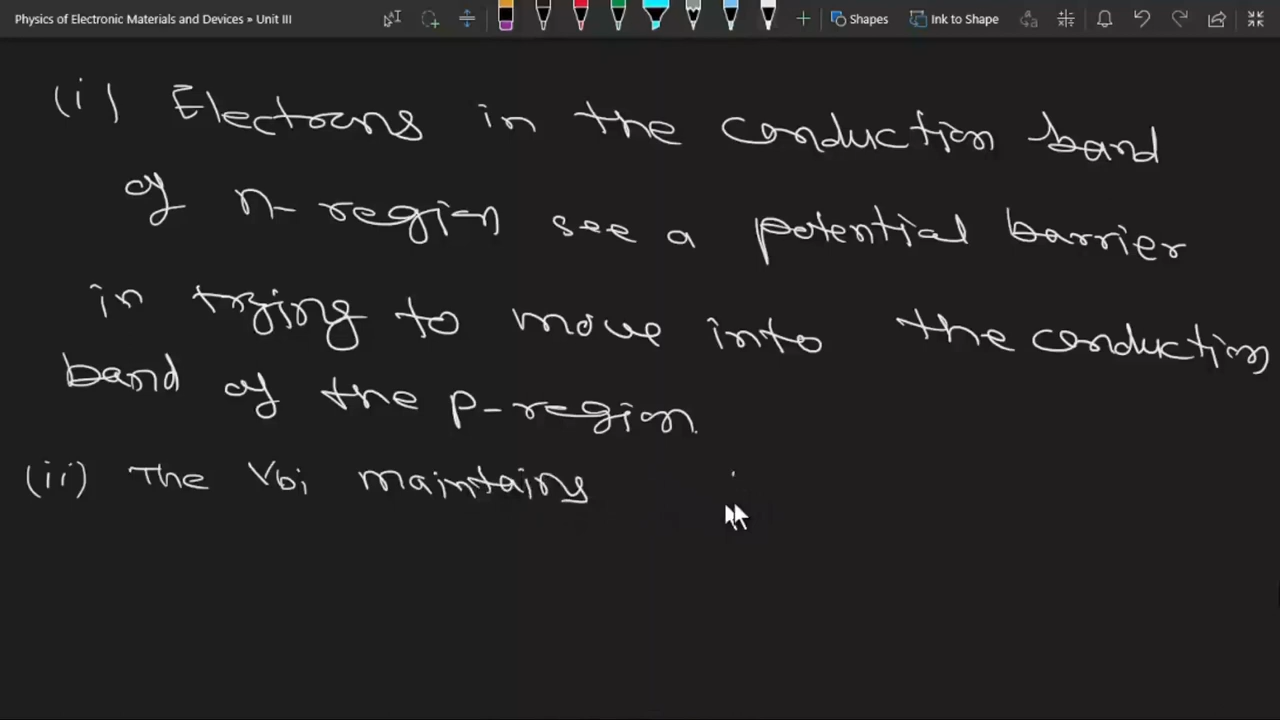 Physics of Electronic Materials and Devices » Unit III
Shapes
Ink to Shape
(i) Electrons in the conduction band
of n-region see a potential barrier
in trying to move into the conduction
band of the p-region.
(ii) The Vbi maintains